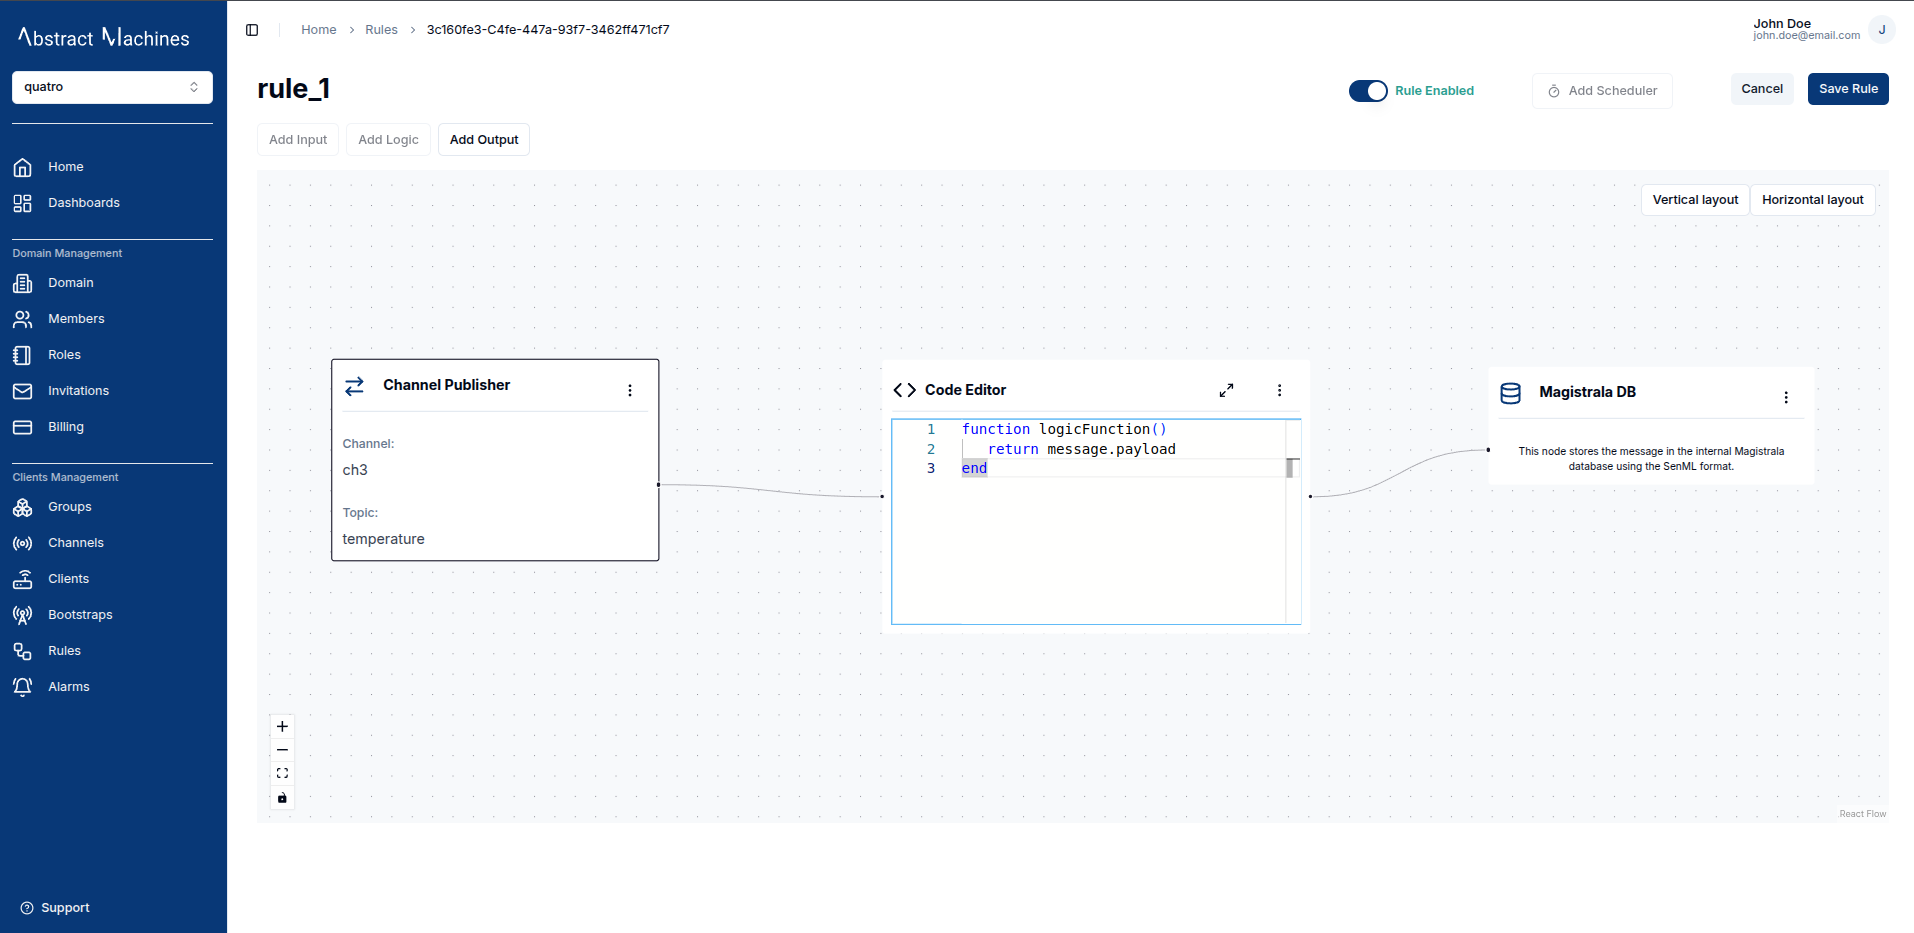 Abstract Machines
quatro
Home
Dashboards
Domain Management
Domain
Members
Roles
Invitations
Billing
Clients Management
Groups
Channels
Clients
Bootstraps
Rules
Alarms
Support
Home > Rules > 3c160fe3-C4fe-447a-93f7-3462ff471cf7
John Doe
john.doe@email.com
J
rule_1
Rule Enabled
Add Scheduler
Cancel
Save Rule
Add Input
Add Logic
Add Output
Vertical layout
Horizontal layout
Channel Publisher
Channel:
ch3
Topic:
temperature
Code Editor
1 function logicFunction()
2 return message.payload
3 end
Magistrala DB
This node stores the message in the internal Magistrala
database using the SenML format.
React Flow